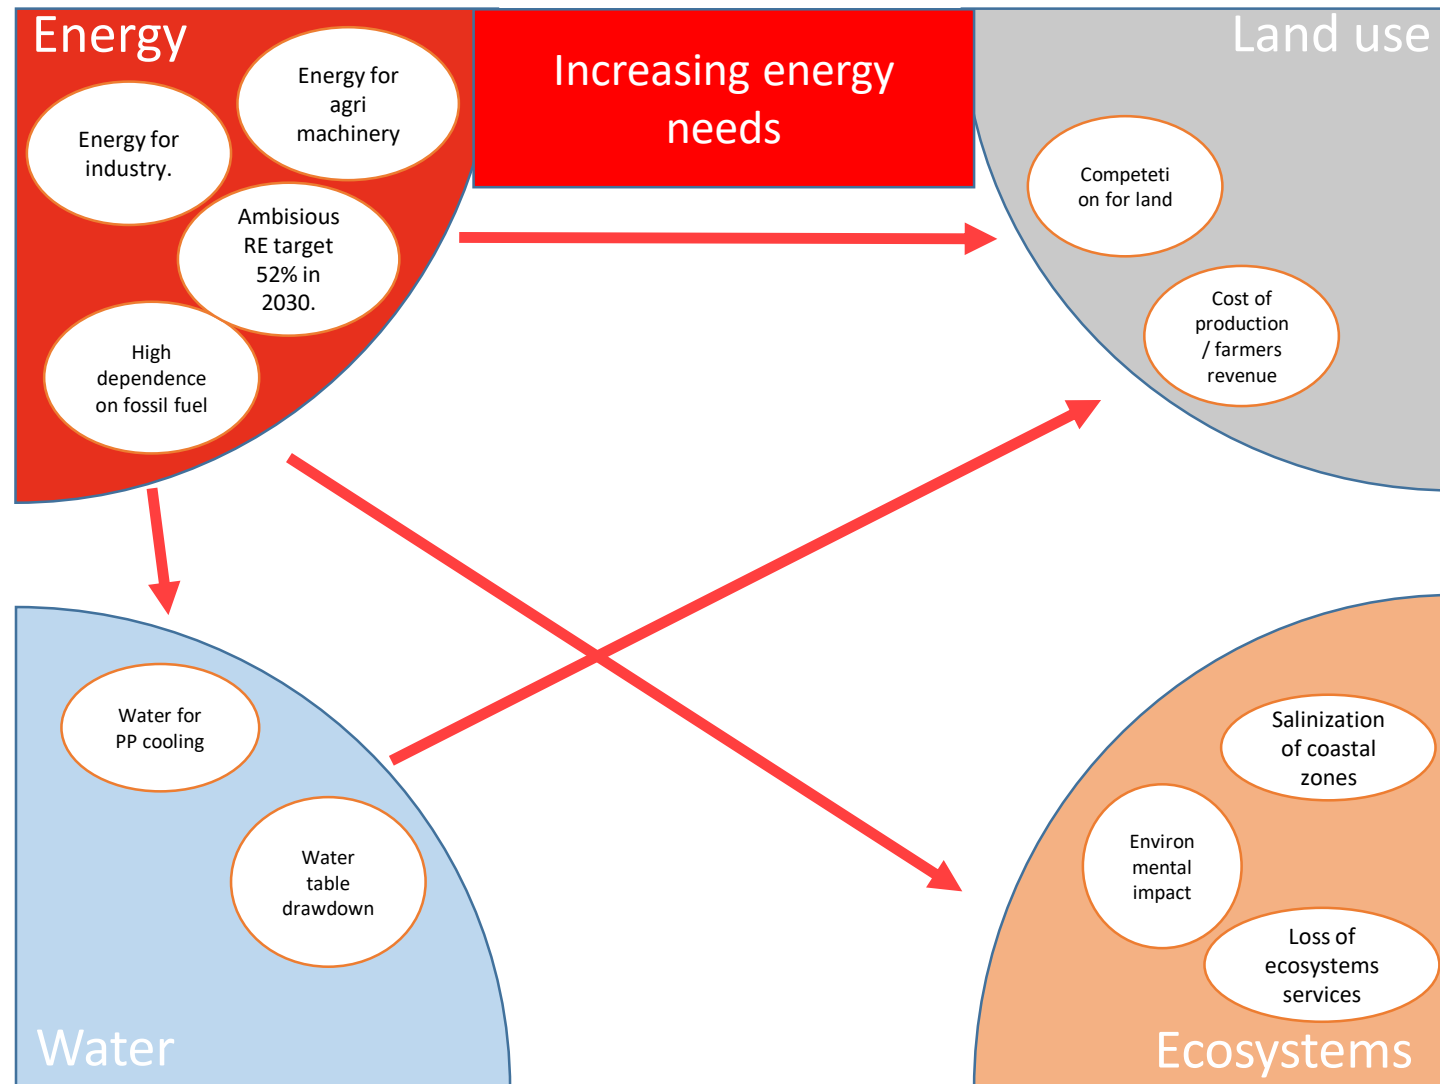 Energy
Energy for
agri
machinery
Energy for
industry.
Ambisious
RE target
52% in
2030.
High
dependence
on fossil fuel
Increasing energy
needs
Land use
Competeti
on for land
Cost of
production
/ farmers
revenue
Water for
PP cooling
Water
table
drawdown
Water
Salinization
of coastal
zones
Environ
mental
impact
Loss of
ecosystems
services
Ecosystems